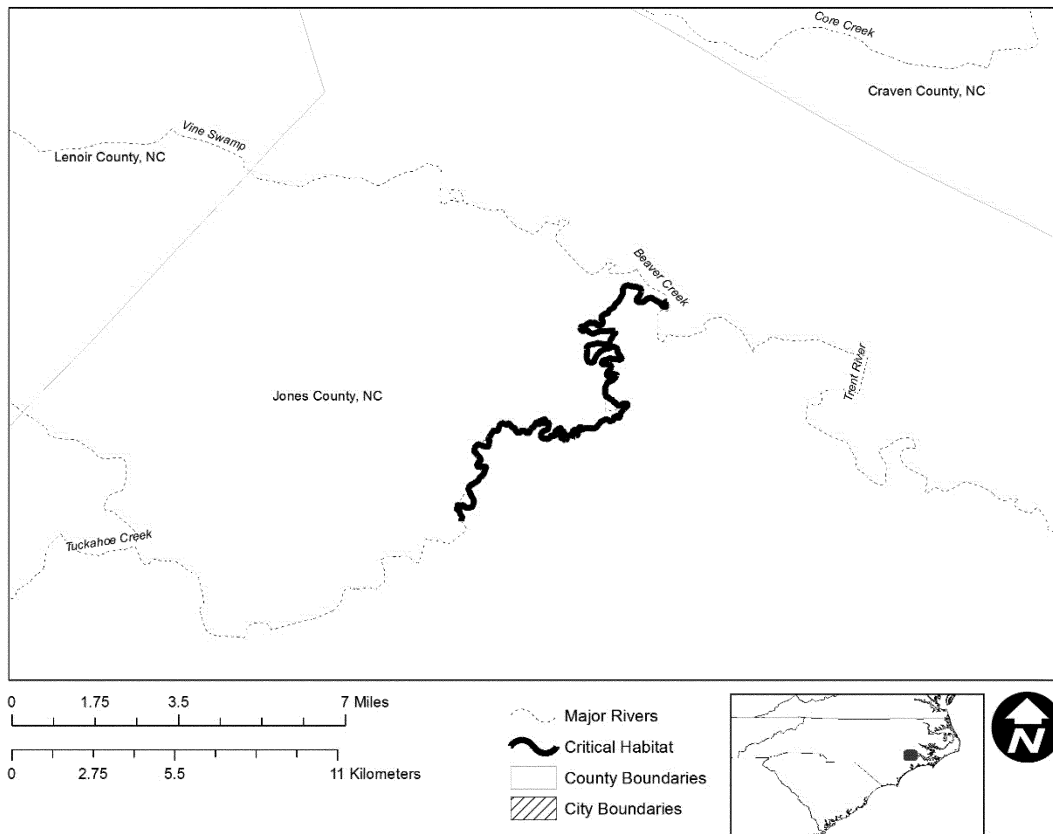 Core Creek
Craven County, NC
Vine Swamp
Lenoir County, NC
Beaver Creek
Trent River
Jones County, NC
Tuckahoe Creek
0 1.75 3.5 7 Miles
0 2.75 5.5 11 Kilometers
Major Rivers
Critical Habitat
County Boundaries
City Boundaries
N